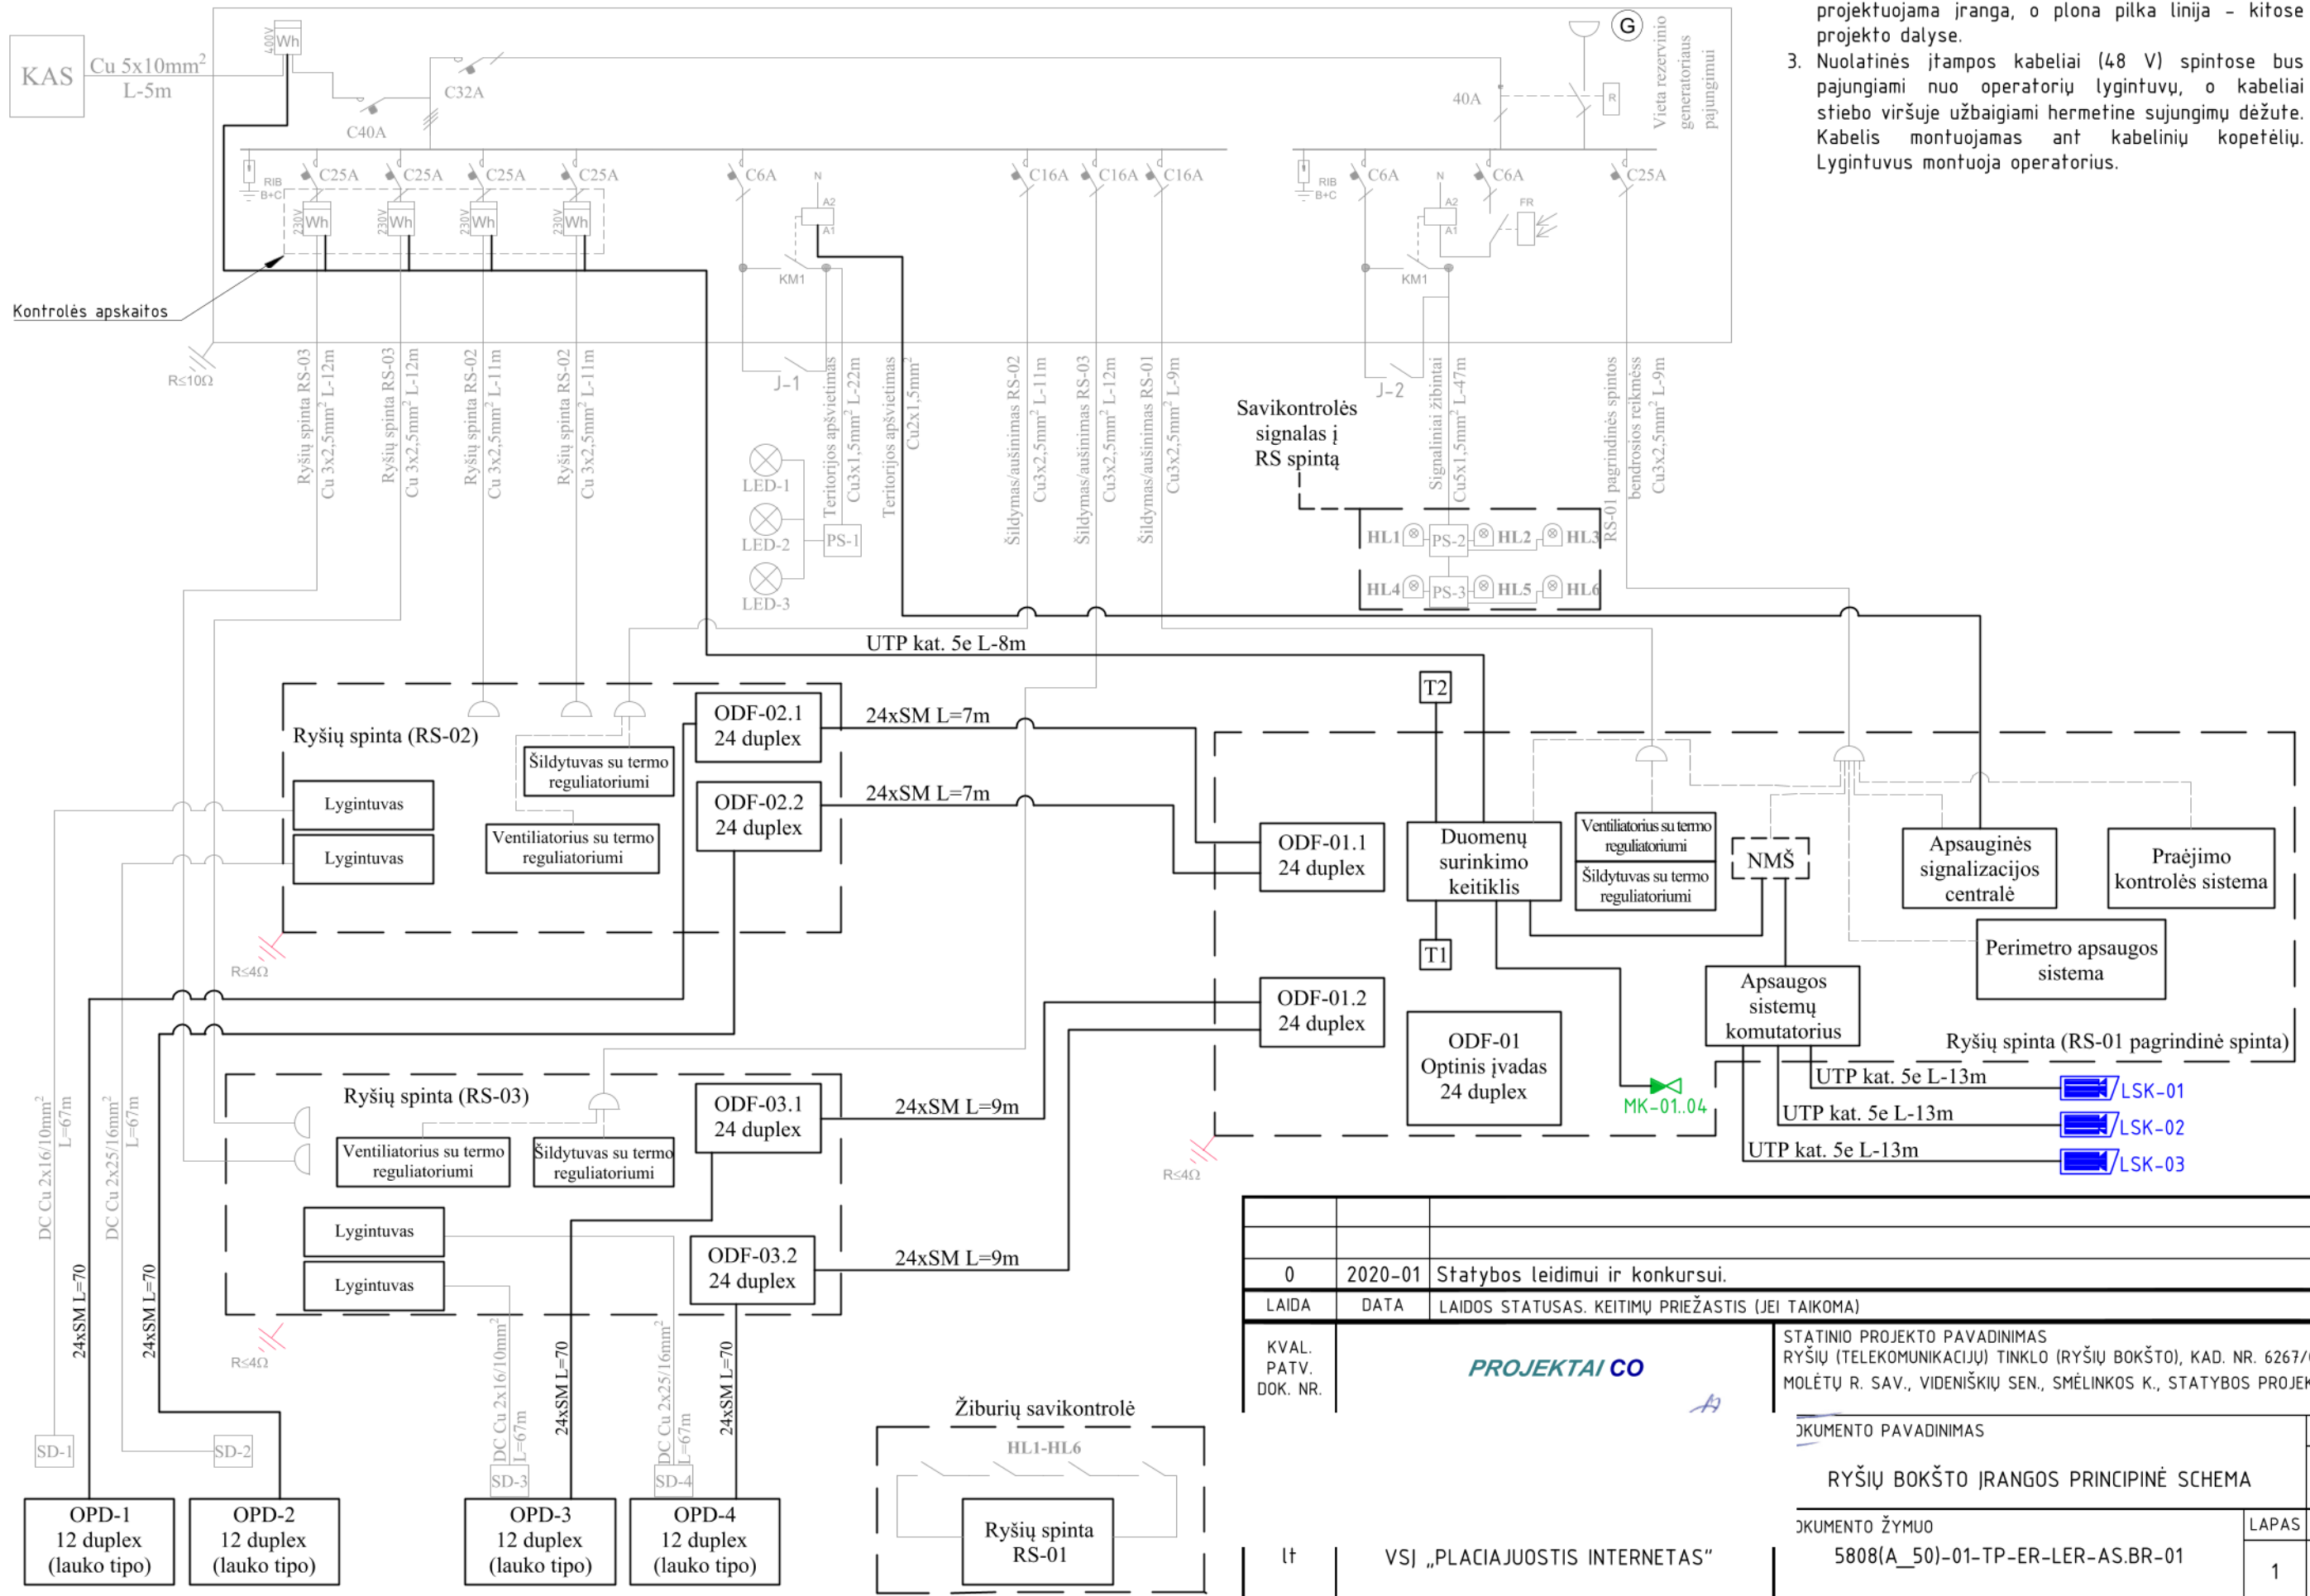 projektuojama įranga, o plona pilka linija - kitose
projekto dalyse.
3. Nuolatinės įtampos kabeliai (48 V) spintose bus
pajungiami nuo operatorių lygintuvų, o kabeliai
stiebo viršuje užbaigiami hermetine sujungimų dėžute.
Kabelis montuojamas ant kabelinių kopetėlių.
Lygintuvus montuoja operatorius.
KAS
Cu 5x10mm²
L-5m
400V
Wh
C40A
C32A
40A
R
G
Vieta rezervinio
generatoriaus
pajungimui
RIB
B+C
C25A
C25A
C25A
C25A
230V
Wh
230V
Wh
230V
Wh
230V
Wh
C6A
N
A2
A1
KM1
C16A
C16A
C16A
RIB
B+C
C6A
N
A2
A1
KM1
C6A
FR
C25A
Kontrolės apskaitos
R≤10Ω
Ryšių spinta RS-03
Cu 3x2,5mm² L-12m
Ryšių spinta RS-03
Cu 3x2,5mm² L-12m
Ryšių spinta RS-02
Cu 3x2,5mm² L-11m
Ryšių spinta RS-02
Cu 3x2,5mm² L-11m
J-1
Teritorijos apšvietimas
Cu3x1,5mm² L-22m
Teritorijos apšvietimas
Cu2x1,5mm²
Šildymas/aušinimas RS-02
Cu3x2,5mm² L-11m
Šildymas/aušinimas RS-03
Cu3x2,5mm² L-12m
Šildymas/aušinimas RS-01
Cu3x2,5mm² L-9m
J-2
Signaliniai žibintai
Cu5x1,5mm² L-47m
RS-01 pagrindinės spintos
bendrosios reikmėss
Cu3x2,5mm² L-9m
Savikontrolės
signalas į
RS spintą
LED-1
LED-2
LED-3
PS-1
HL1
PS-2
HL2
HL3
HL4
PS-3
HL5
HL6
UTP kat. 5e L-8m
Ryšių spinta (RS-02)
Šildytuvas su termo
reguliatoriumi
Ventiliatorius su termo
reguliatoriumi
Lygintuvas
Lygintuvas
ODF-02.1
24 duplex
ODF-02.2
24 duplex
24xSM L=7m
24xSM L=7m
R≤4Ω
T2
ODF-01.1
24 duplex
Duomenų
surinkimo
keitiklis
Ventiliatorius su termo
reguliatoriumi
Šildytuvas su termo
reguliatoriumi
NMŠ
Apsauginės
signalizacijos
centralė
Praėjimo
kontrolės sistema
T1
Perimetro apsaugos
sistema
ODF-01.2
24 duplex
ODF-01
Optinis įvadas
24 duplex
Apsaugos
sistemų
komutatorius
Ryšių spinta (RS-01 pagrindinė spinta)
MK-01..04
UTP kat. 5e L-13m
LSK-01
UTP kat. 5e L-13m
LSK-02
UTP kat. 5e L-13m
LSK-03
R≤4Ω
Ryšių spinta (RS-03)
Ventiliatorius su termo
reguliatoriumi
Šildytuvas su termo
reguliatoriumi
Lygintuvas
Lygintuvas
ODF-03.1
24 duplex
ODF-03.2
24 duplex
24xSM L=9m
24xSM L=9m
R≤4Ω
DC Cu 2x16/10mm²
L=67m
DC Cu 2x25/16mm²
L=67m
24xSM L=70
24xSM L=70
DC Cu 2x16/10mm²
L=67m
24xSM L=70
DC Cu 2x25/16mm²
L=67m
24xSM L=70
SD-1
SD-2
SD-3
SD-4
OPD-1
12 duplex
(lauko tipo)
OPD-2
12 duplex
(lauko tipo)
OPD-3
12 duplex
(lauko tipo)
OPD-4
12 duplex
(lauko tipo)
Žiburių savikontrolė
HL1-HL6
Ryšių spinta
RS-01
0 2020-01 Statybos leidimui ir konkursui.
LAIDA DATA LAIDOS STATUSAS. KEITIMŲ PRIEŽASTIS (JEI TAIKOMA)
KVAL.
PATV.
DOK. NR.
PROJEKTAI CO
STATINIO PROJEKTO PAVADINIMAS
RYŠIŲ (TELEKOMUNIKACIJŲ) TINKLO (RYŠIŲ BOKŠTO), KAD. NR. 6267/
MOLĖTŲ R. SAV., VIDENIŠKIŲ SEN., SMĖLINKOS K., STATYBOS PROJEK
OKUMENTO PAVADINIMAS
RYŠIŲ BOKŠTO ĮRANGOS PRINCIPINĖ SCHEMA
OKUMENTO ŽYMUO
LAPAS
lt
VSĮ „PLACIAJUOSTIS INTERNETAS"
5808(A_50)-01-TP-ER-LER-AS.BR-01
1